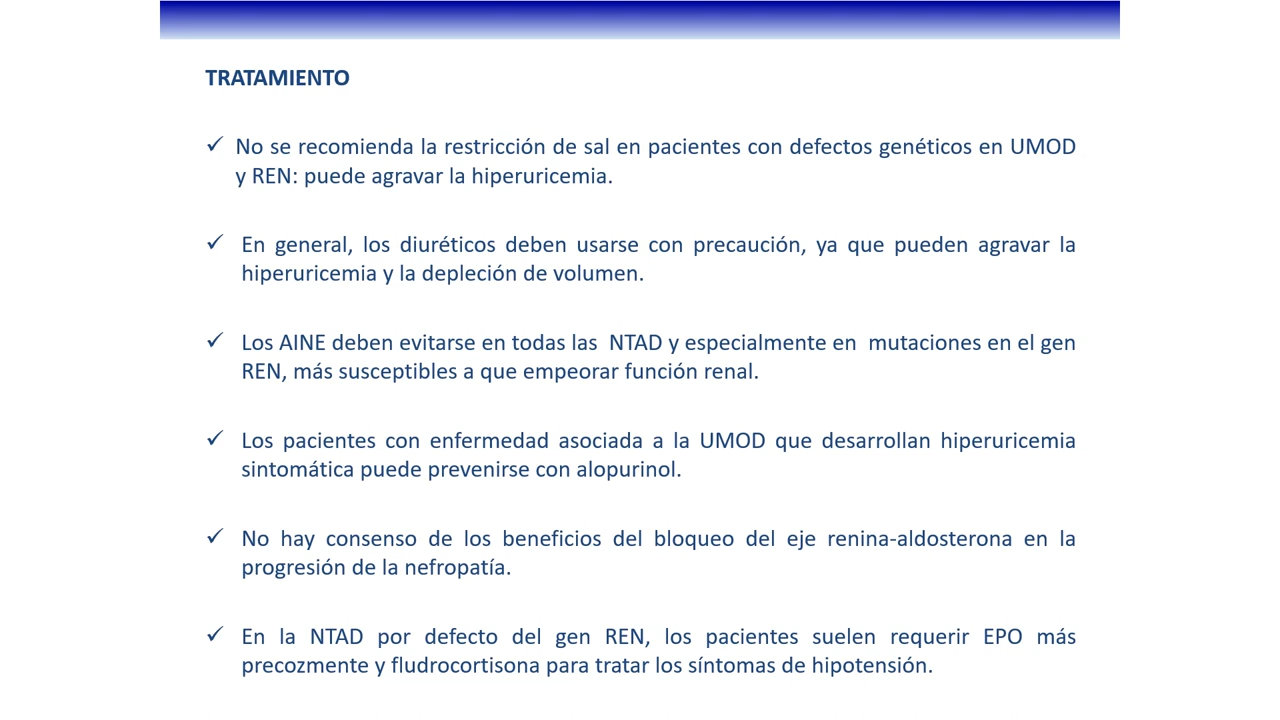 TRATAMIENTO
✓ No se recomienda la restricción de sal en pacientes con defectos genéticos en UMOD
y REN: puede agravar la hiperuricemia.
✓ En general, los diuréticos deben usarse con precaución, ya que pueden agravar la
hiperuricemia y la depleción de volumen.
✓ Los AINE deben evitarse en todas las NTAD y especialmente en mutaciones en el gen
REN, más susceptibles a que empeorar función renal.
✓ Los pacientes con enfermedad asociada a la UMOD que desarrollan hiperuricemia
sintomática puede prevenirse con alopurinol.
✓ No hay consenso de los beneficios del bloqueo del eje renina-aldosterona en la
progresión de la nefropatía.
✓ En la NTAD por defecto del gen REN, los pacientes suelen requerir EPO más
precozmente y fludrocortisona para tratar los síntomas de hipotensión.